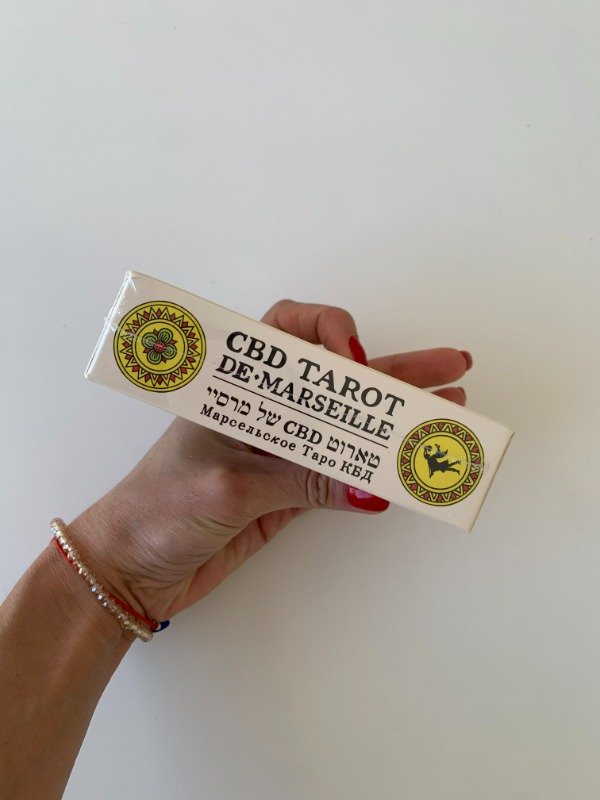 CBD TAROT
DE·MARSEILLE
טארוט CBD של מרסיי
Марсельское Таро КБД